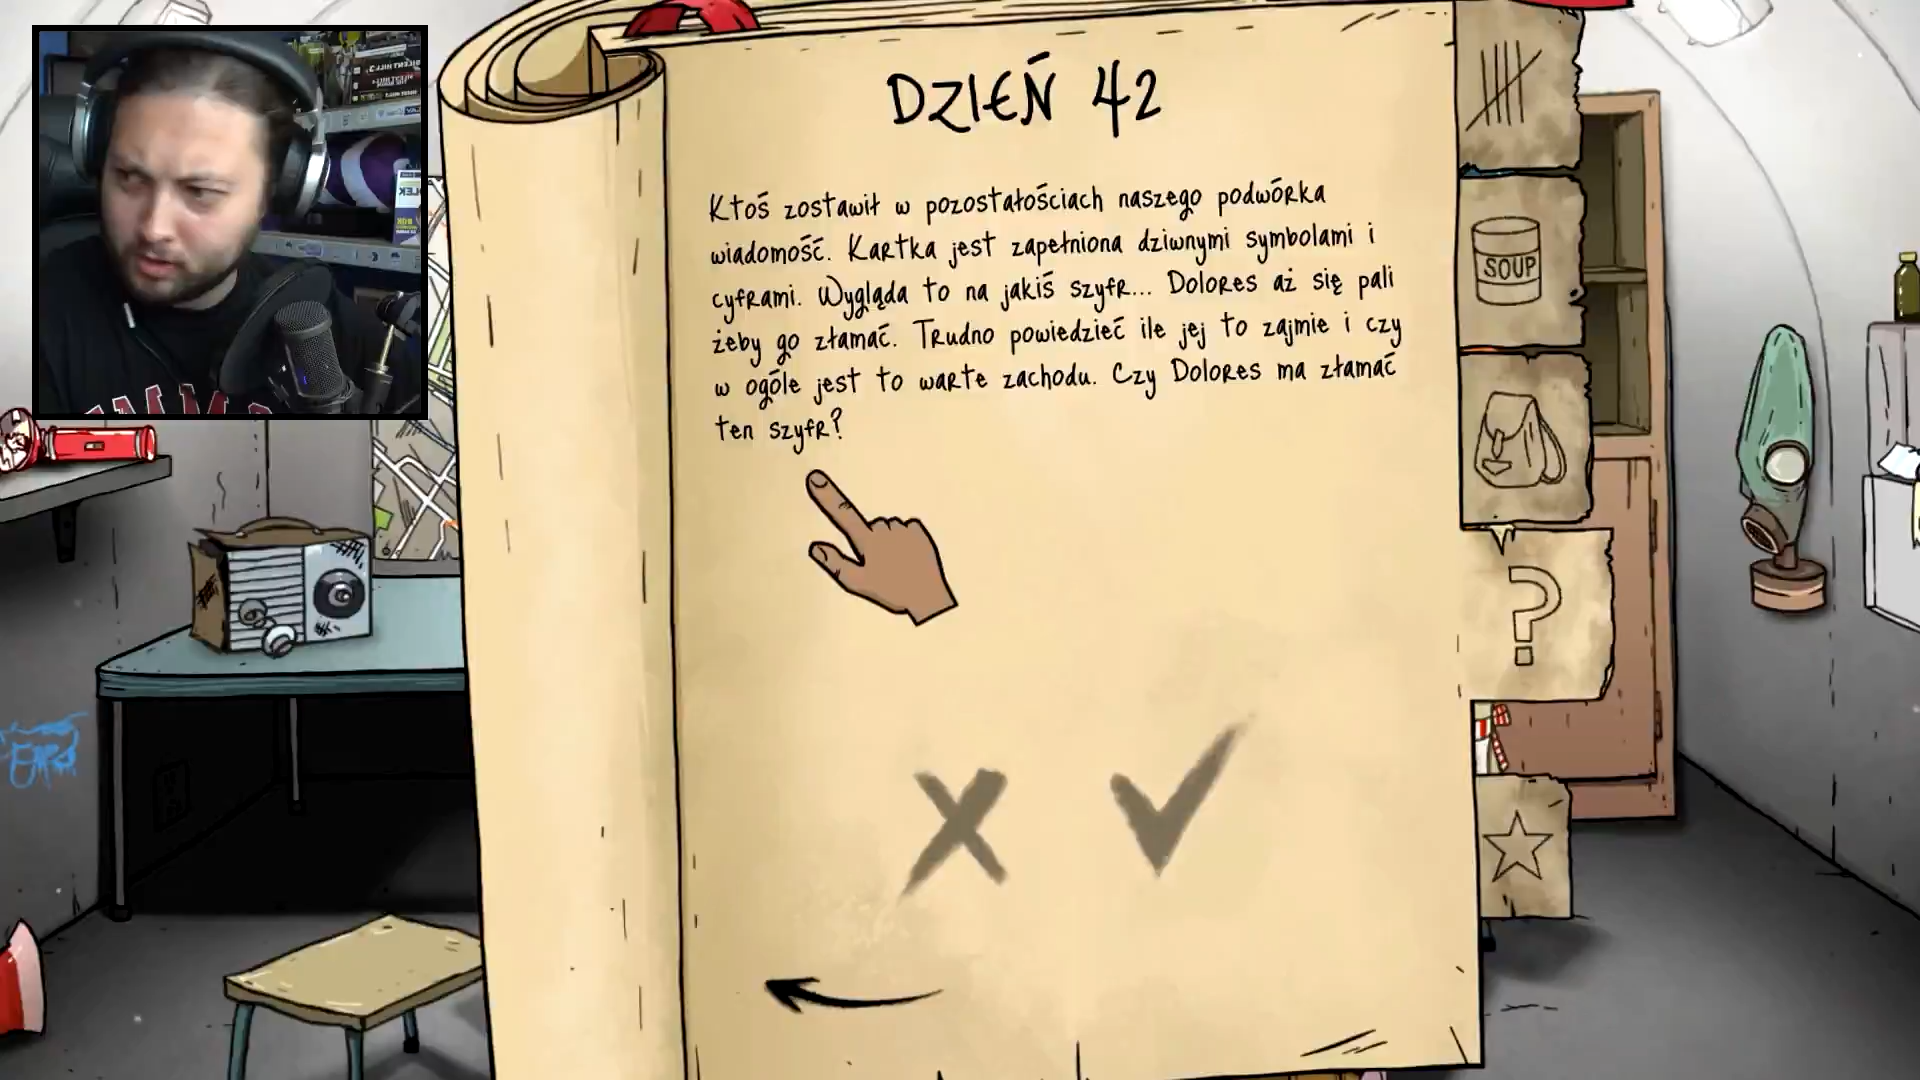 DZIEŃ 42
Ktoś zostawił w pozostałościach naszego podwórka
wiadomość. Kartka jest zapełniona dziwnymi symbolami i
cyframi. Wygląda to na jakiś szyfr... Dolores aż się pali
żeby go złamać. Trudno powiedzieć ile jej to zajmie i czy
w ogóle jest to warte zachodu. Czy Dolores ma złamać
ten szyfr?
SOUP
?